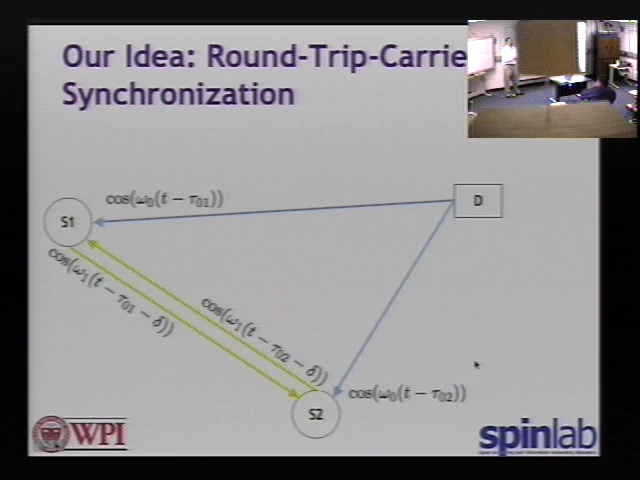 Our Idea: Round-Trip-Carrie
Synchronization
cos(ω₀(t − τ₀₁))
D
S1
cos(ω₁(t − τ₀₁ − δ))
cos(ω₁(t − τ₀₂ − δ))
cos(ω₀(t − τ₀₂))
S2
WPI
spinlab